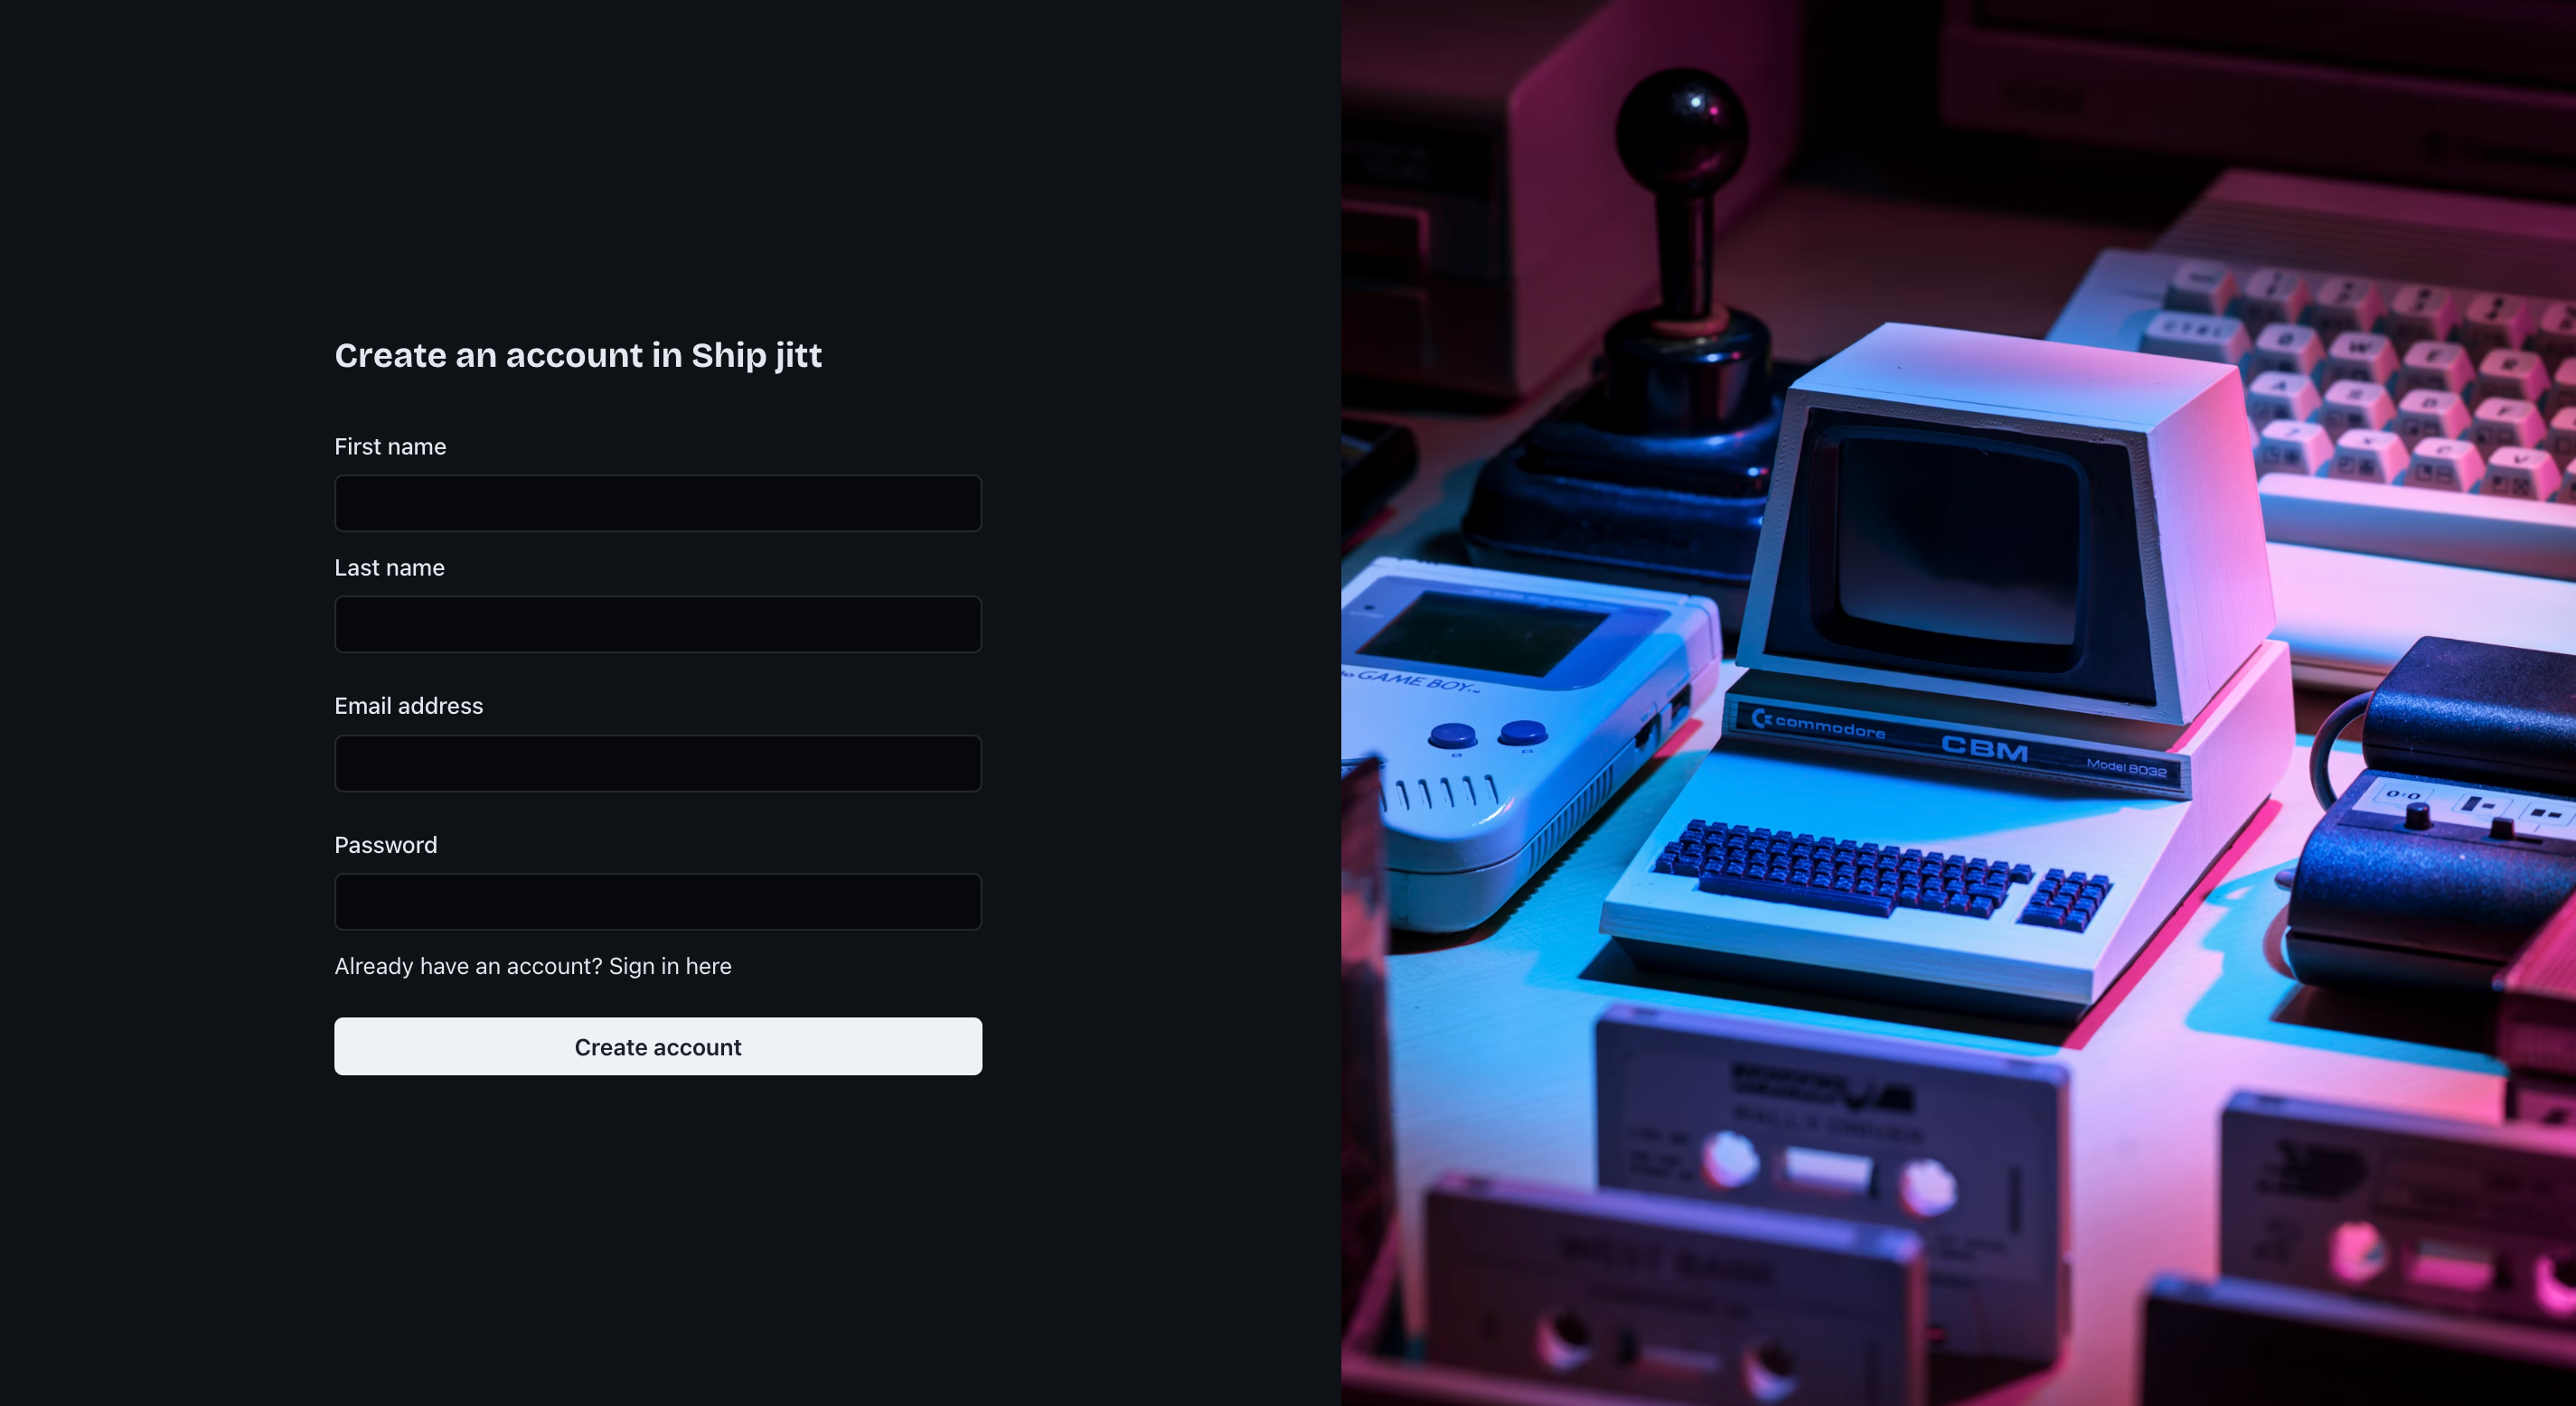 Create an account in Ship jitt
First name
Last name
Email address
Password
Already have an account? Sign in here
Create account
GAME BOY
commodore
CBM
Model 8032